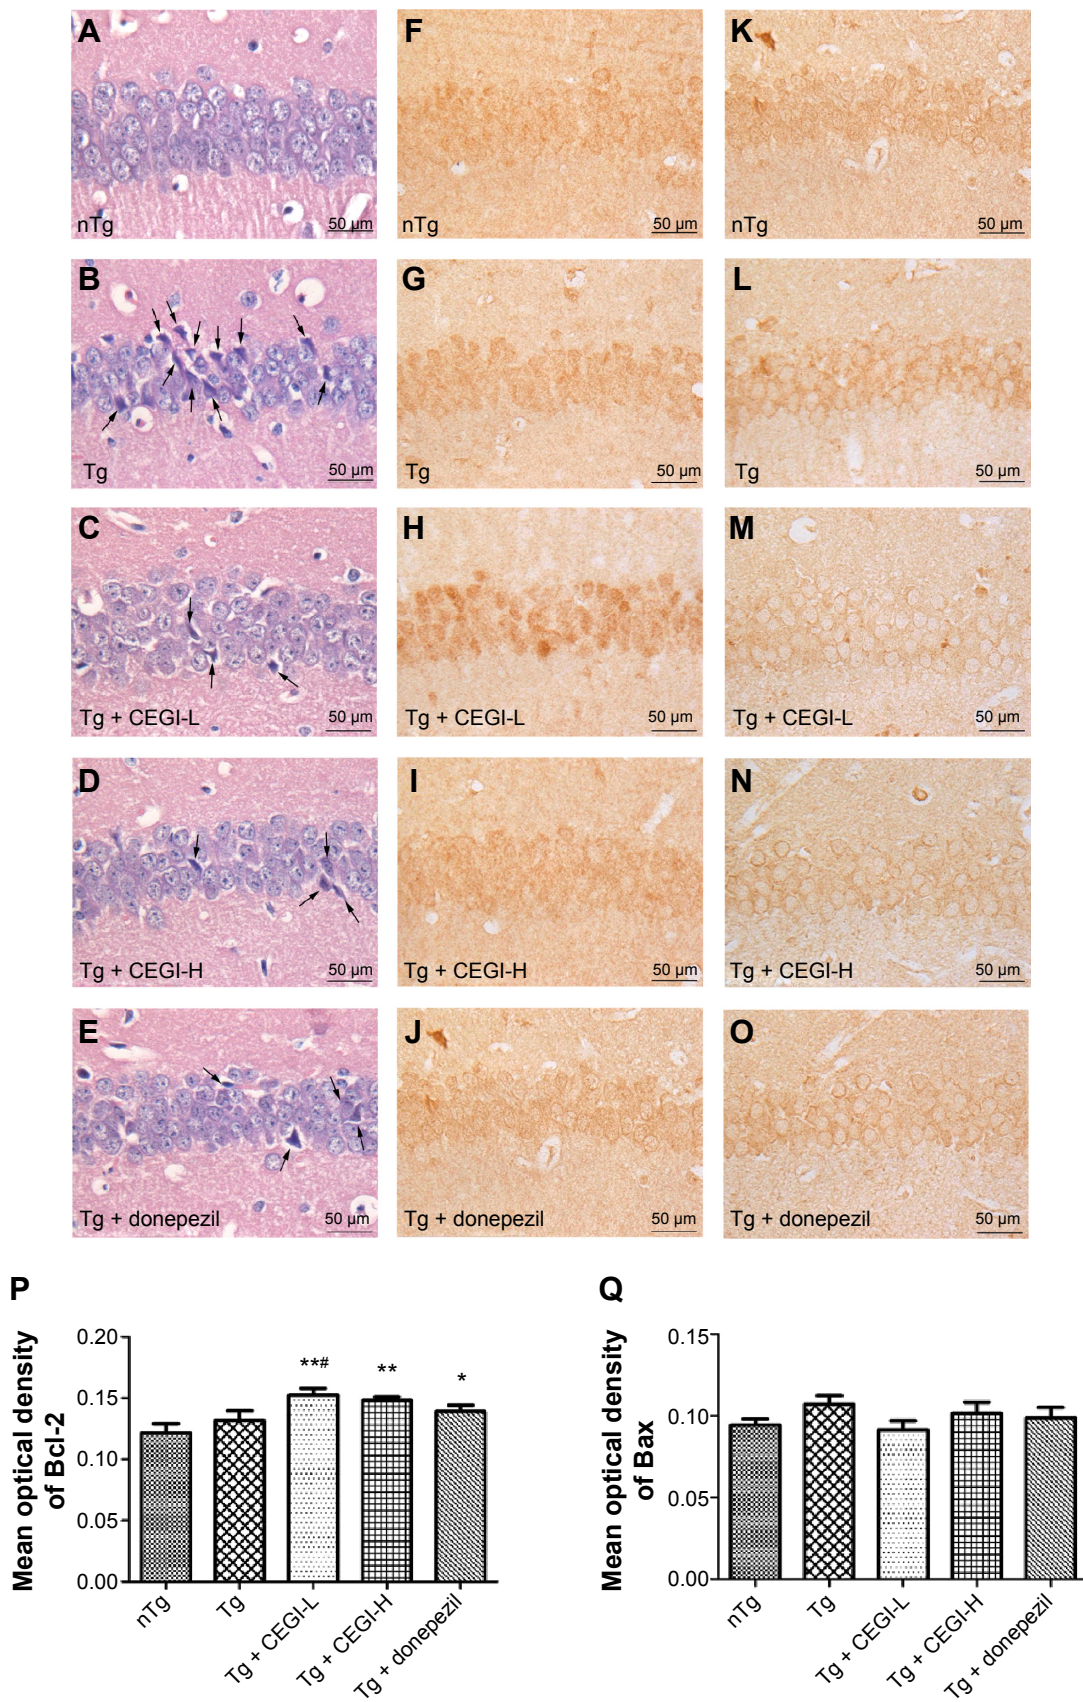 A
nTg
50 µm
F
nTg
50 µm
K
nTg
50 µm
B
Tg
50 µm
G
Tg
50 µm
L
Tg
50 µm
C
Tg + CEGI-L
50 µm
H
Tg + CEGI-L
50 µm
M
Tg + CEGI-L
50 µm
D
Tg + CEGI-H
50 µm
I
Tg + CEGI-H
50 µm
N
Tg + CEGI-H
50 µm
E
Tg + donepezil
50 µm
J
Tg + donepezil
50 µm
O
Tg + donepezil
50 µm
P
Mean optical density
of Bcl-2
0.20
0.15
0.10
0.05
0.00
**#
**
*
nTg
Tg
Tg + CEGI-L
Tg + CEGI-H
Tg + donepezil
Q
Mean optical density
of Bax
0.15
0.10
0.05
0.00
nTg
Tg
Tg + CEGI-L
Tg + CEGI-H
Tg + donepezil